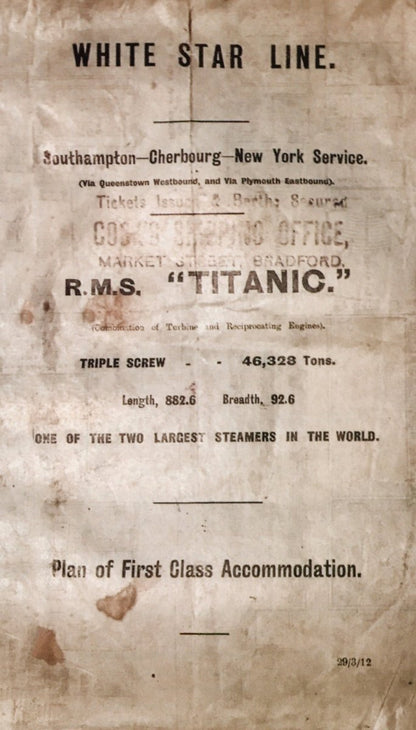 WHITE STAR LINE.
Southampton—Cherbourg—New York Service.
(Via Queenstown Westbound, and Via Plymouth Eastbound).
Tickets Issued & Berths Secured
COOK'S SHIPPING OFFICE,
MARKET STREET, BRADFORD.
R.M.S. “TITANIC.”
(Combination of Turbine and Reciprocating Engines).
TRIPLE SCREW - - 46,328 Tons.
Length, 882.6 Breadth, 92.6
ONE OF THE TWO LARGEST STEAMERS IN THE WORLD.
Plan of First Class Accommodation.
29/3/12